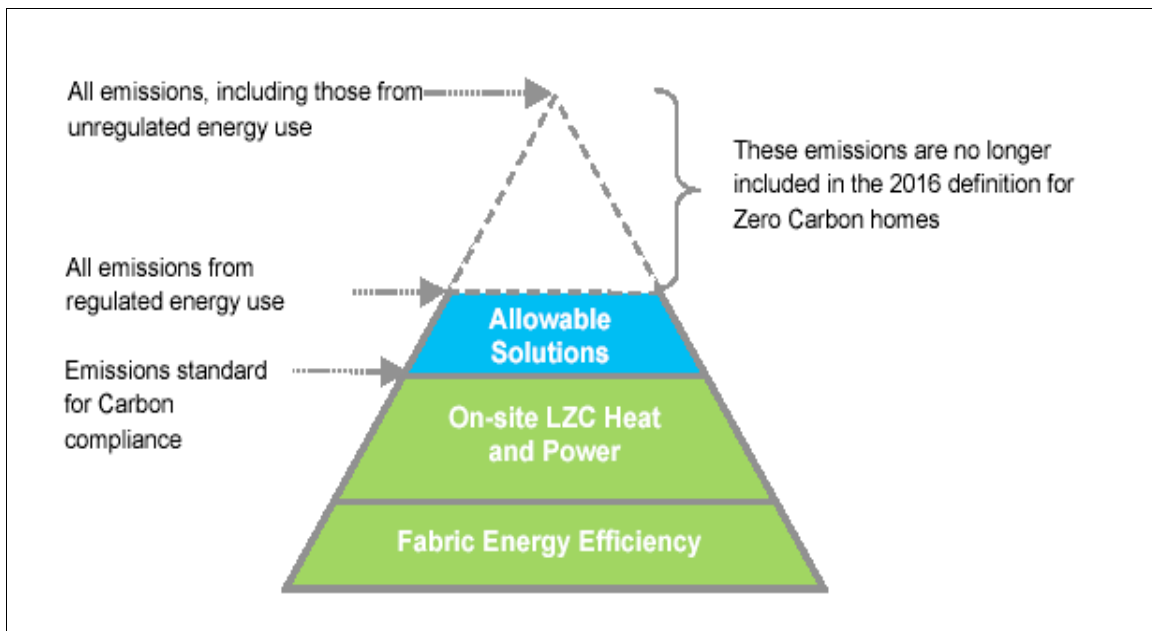 All emissions, including those from
unregulated energy use
These emissions are no longer
included in the 2016 definition for
Zero Carbon homes
All emissions from
regulated energy use
Allowable
Solutions
Emissions standard
for Carbon
compliance
On-site LZC Heat
and Power
Fabric Energy Efficiency